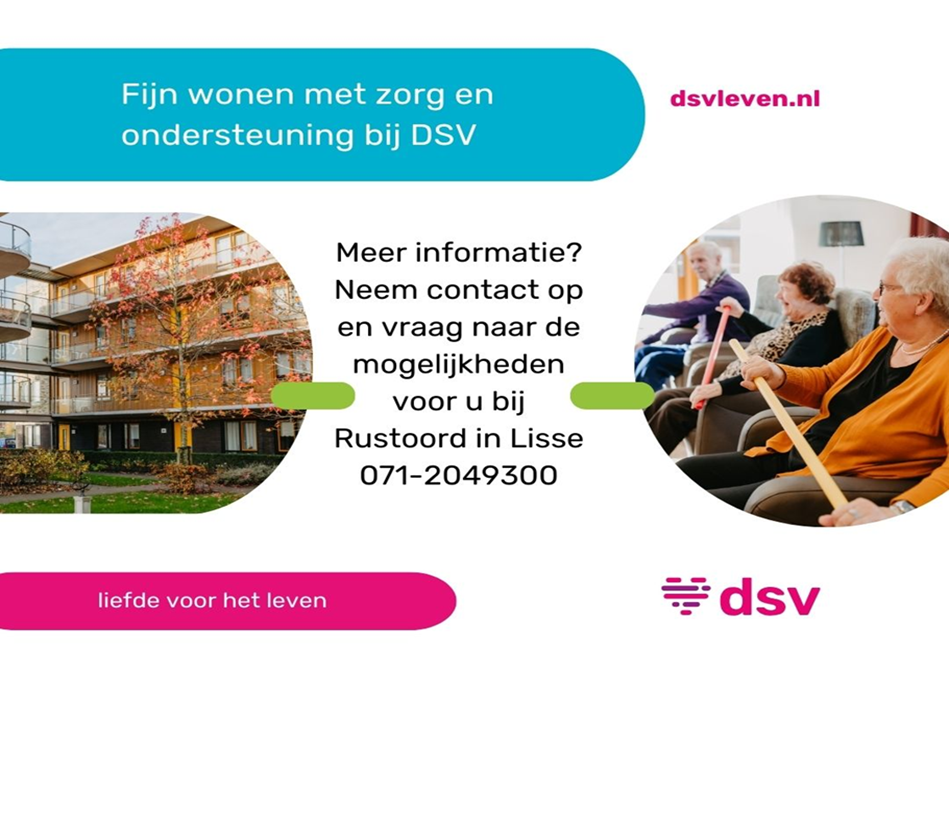 Fijn wonen met zorg en
ondersteuning bij DSV
dsvleven.nl
Meer informatie?
Neem contact op
en vraag naar de
mogelijkheden
voor u bij
Rustoord in Lisse
071-2049300
liefde voor het leven
dsv